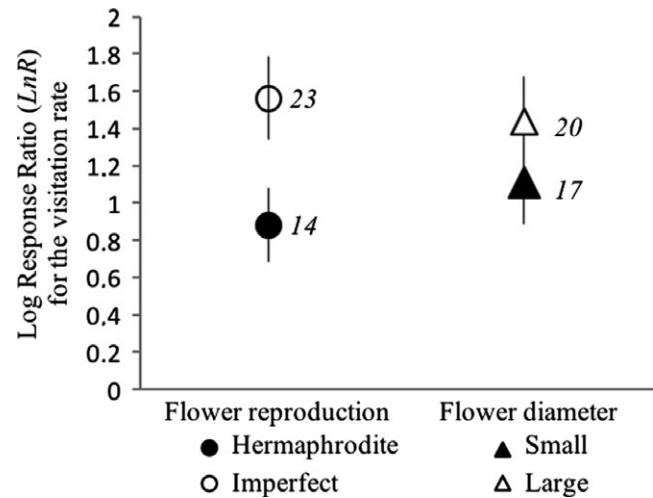 Log Response Ratio (LnR)
for the visitation rate
2
1.8
1.6
1.4
1.2
1
0.8
0.6
0.4
0.2
0
23
14
20
17
Flower reproduction
Flower diameter
Hermaphrodite
Small
Imperfect
Large